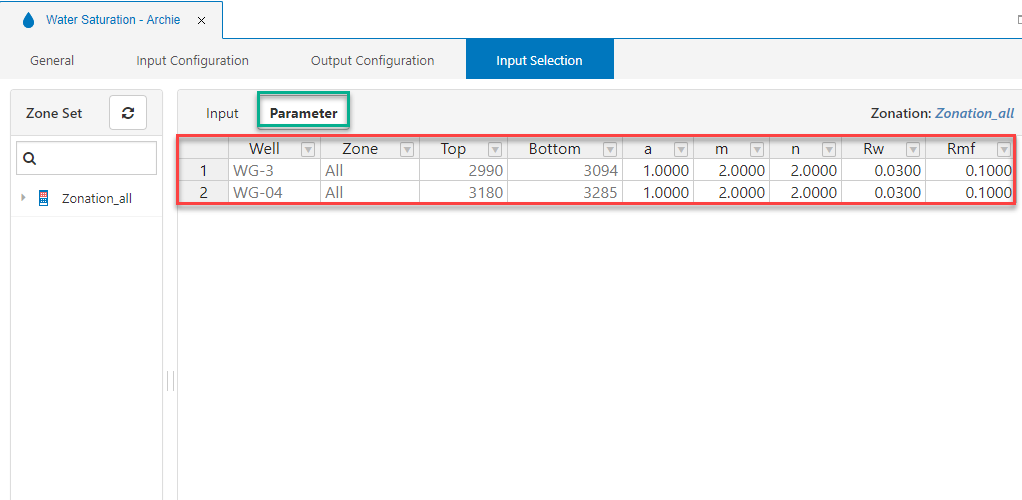 Water Saturation - Archie
General Input Configuration Output Configuration Input Selection
Zone Set
Input Parameter Zonation: Zonation_all
Well Zone Top Bottom a m n Rw Rmf
1 WG-3 All 2990 3094 1.0000 2.0000 2.0000 0.0300 0.1000
2 WG-04 All 3180 3285 1.0000 2.0000 2.0000 0.0300 0.1000
Zonation_all